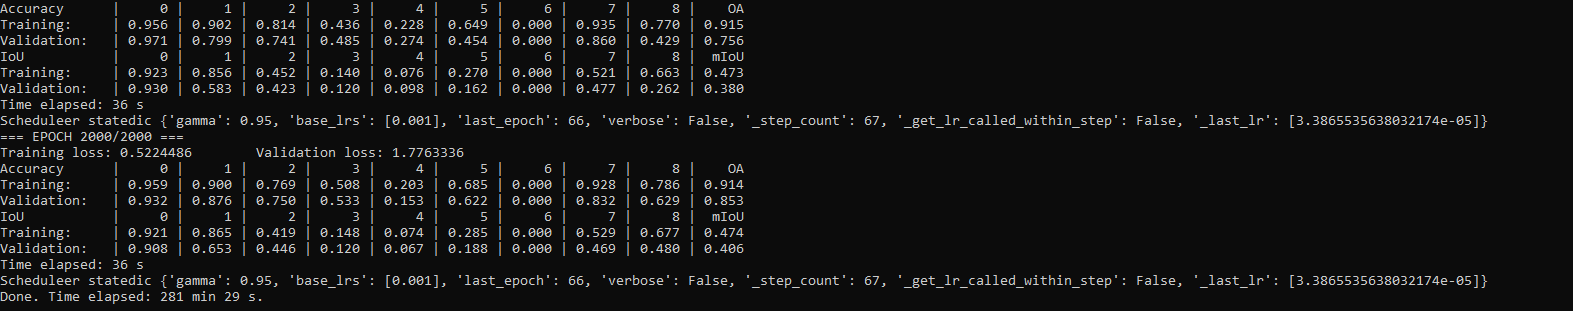 Accuracy      |     0 |     1 |     2 |     3 |     4 |     5 |     6 |     7 |     8 |    OA
Training:     | 0.956 | 0.902 | 0.814 | 0.436 | 0.228 | 0.649 | 0.000 | 0.935 | 0.770 | 0.915
Validation:   | 0.971 | 0.799 | 0.741 | 0.485 | 0.274 | 0.454 | 0.000 | 0.860 | 0.429 | 0.756
IoU           |     0 |     1 |     2 |     3 |     4 |     5 |     6 |     7 |     8 |  mIoU
Training:     | 0.923 | 0.856 | 0.452 | 0.140 | 0.076 | 0.270 | 0.000 | 0.521 | 0.663 | 0.473
Validation:   | 0.930 | 0.583 | 0.423 | 0.120 | 0.098 | 0.162 | 0.000 | 0.477 | 0.262 | 0.380
Time elapsed: 36 s
Scheduleer statedic {'gamma': 0.95, 'base_lrs': [0.001], 'last_epoch': 66, 'verbose': False, '_step_count': 67, '_get_lr_called_within_step': False, '_last_lr': [3.3865535638032174e-05]}
=== EPOCH 2000/2000 ===
Training loss: 0.5224486        Validation loss: 1.7763336
Accuracy      |     0 |     1 |     2 |     3 |     4 |     5 |     6 |     7 |     8 |    OA
Training:     | 0.959 | 0.900 | 0.769 | 0.508 | 0.203 | 0.685 | 0.000 | 0.928 | 0.786 | 0.914
Validation:   | 0.932 | 0.876 | 0.750 | 0.533 | 0.153 | 0.622 | 0.000 | 0.832 | 0.629 | 0.853
IoU           |     0 |     1 |     2 |     3 |     4 |     5 |     6 |     7 |     8 |  mIoU
Training:     | 0.921 | 0.865 | 0.419 | 0.148 | 0.074 | 0.285 | 0.000 | 0.529 | 0.677 | 0.474
Validation:   | 0.908 | 0.653 | 0.446 | 0.120 | 0.067 | 0.188 | 0.000 | 0.469 | 0.480 | 0.406
Time elapsed: 36 s
Scheduleer statedic {'gamma': 0.95, 'base_lrs': [0.001], 'last_epoch': 66, 'verbose': False, '_step_count': 67, '_get_lr_called_within_step': False, '_last_lr': [3.3865535638032174e-05]}
Done. Time elapsed: 281 min 29 s.